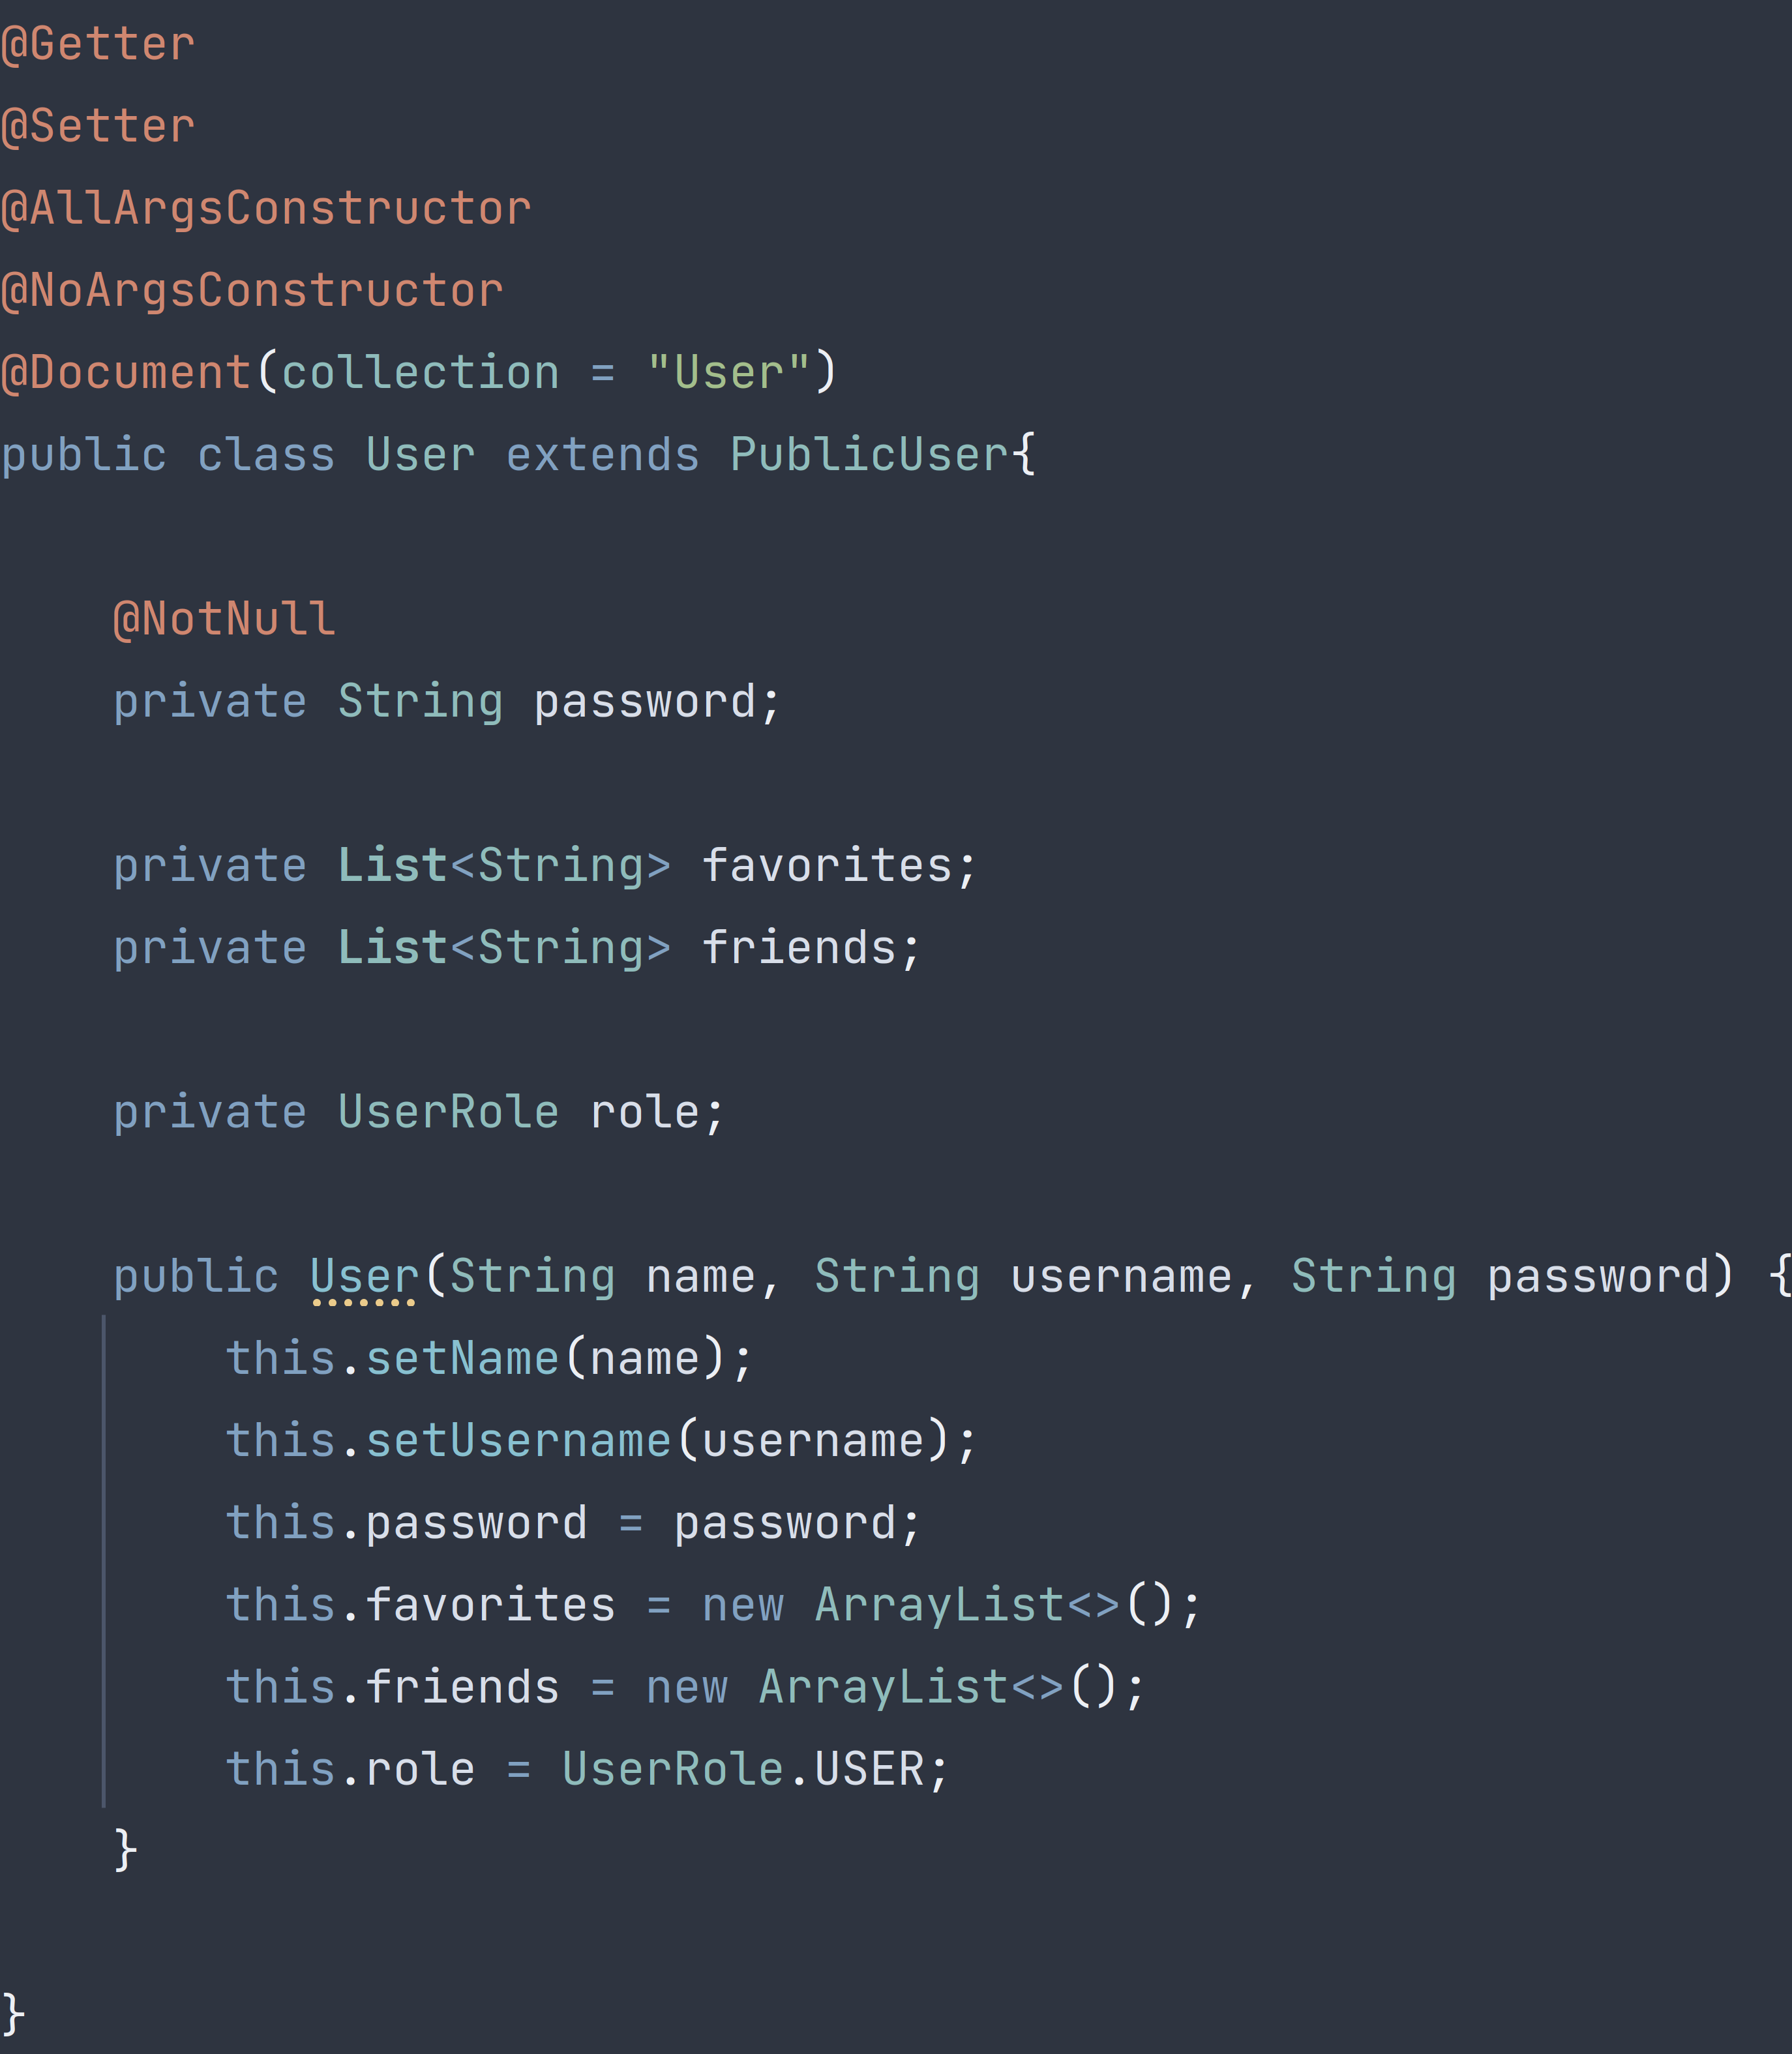 @Getter
@Setter
@AllArgsConstructor
@NoArgsConstructor
@Document(collection = "User")
public class User extends PublicUser{
    @NotNull
    private String password;
    private List<String> favorites;
    private List<String> friends;
    private UserRole role;
    public User(String name, String username, String password) {
        this.setName(name);
        this.setUsername(username);
        this.password = password;
        this.favorites = new ArrayList<>();
        this.friends = new ArrayList<>();
        this.role = UserRole.USER;
    }
}